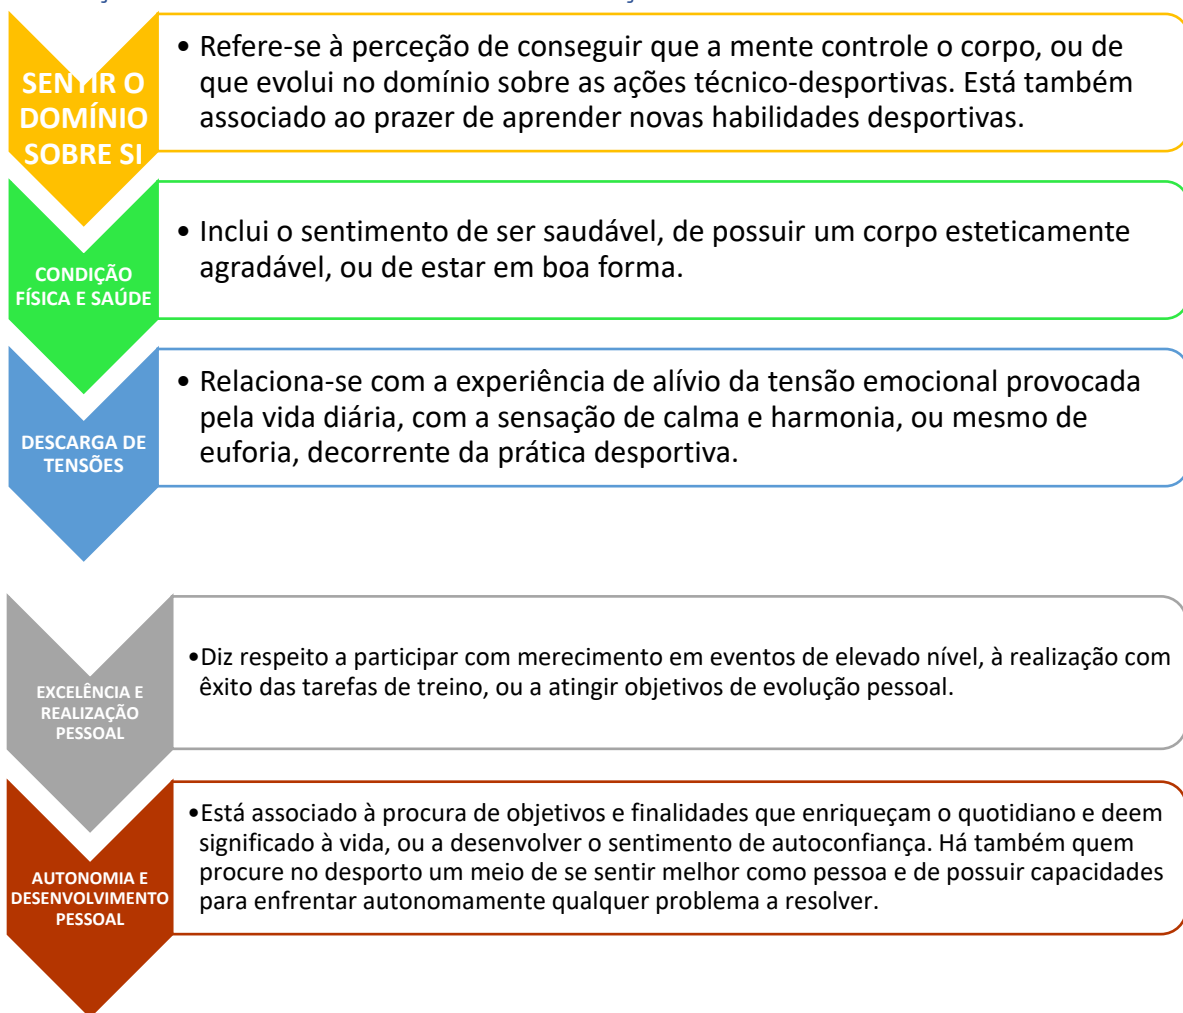 SENTIR O
DOMÍNIO
SOBRE SI
• Refere-se à perceção de conseguir que a mente controle o corpo, ou de
que evolui no domínio sobre as ações técnico-desportivas. Está também
associado ao prazer de aprender novas habilidades desportivas.
CONDIÇÃO
FÍSICA E SAÚDE
• Inclui o sentimento de ser saudável, de possuir um corpo esteticamente
agradável, ou de estar em boa forma.
DESCARGA DE
TENSÕES
• Relaciona-se com a experiência de alívio da tensão emocional provocada
pela vida diária, com a sensação de calma e harmonia, ou mesmo de
euforia, decorrente da prática desportiva.
EXCELÊNCIA E
REALIZAÇÃO
PESSOAL
•Diz respeito a participar com merecimento em eventos de elevado nível, à realização com
êxito das tarefas de treino, ou a atingir objetivos de evolução pessoal.
AUTONOMIA E
DESENVOLVIMENTO
PESSOAL
•Está associado à procura de objetivos e finalidades que enriqueçam o quotidiano e deem
significado à vida, ou a desenvolver o sentimento de autoconfiança. Há também quem
procure no desporto um meio de se sentir melhor como pessoa e de possuir capacidades
para enfrentar autonomamente qualquer problema a resolver.